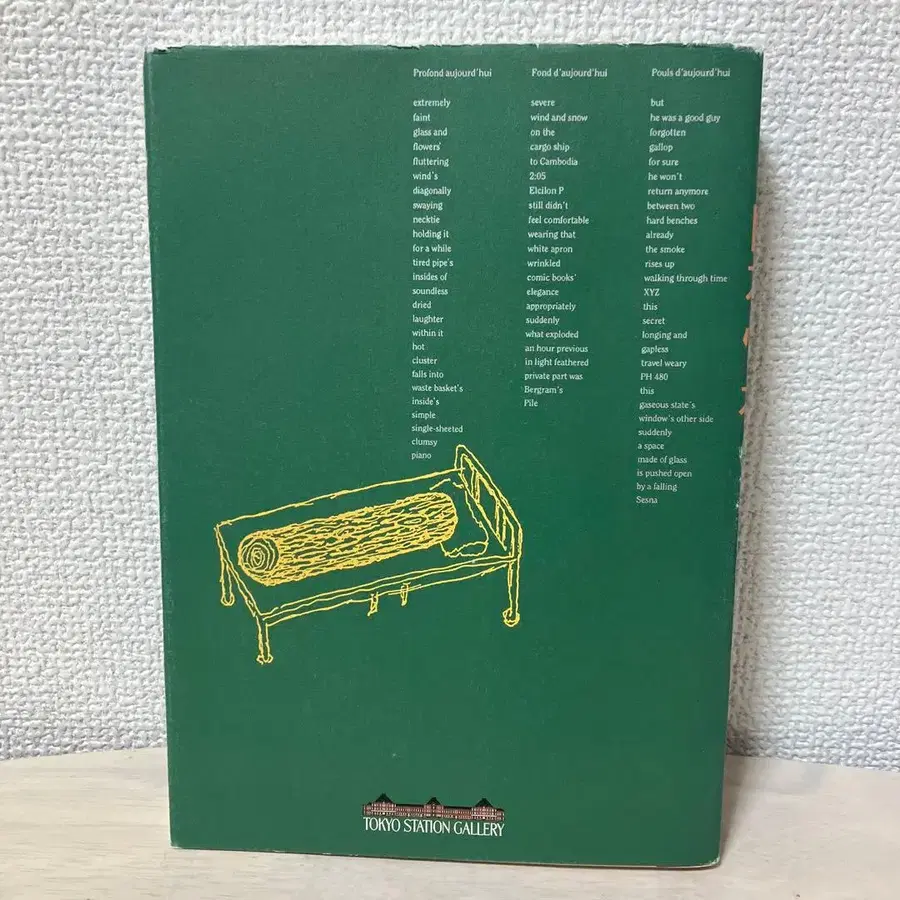 Profond aujourd'hui
extremely
faint
glass and
flowers'
fluttering
wind's
diagonally
swaying
necktie
holding it
for a while
tired pipe's
insides of
soundless
dried
laughter
within it
hot
cluster
falls into
waste basket's
inside's
simple
single-sheeted
clumsy
piano
Fond d'aujourd'hui
severe
wind and snow
on the
cargo ship
to Cambodia
2:05
Elcilon P
still didn't
feel comfortable
wearing that
white apron
wrinkled
comic books'
elegance
appropriately
suddenly
what exploded
an hour previous
in light feathered
private part was
Bergram's
Pile
Pouls d'aujourd'hui
but
he was a good guy
forgotten
gallop
for sure
he won't
return anymore
between two
hard benches
already
the smoke
rises up
walking through time
XYZ
this
secret
longing and
gapless
travel weary
PH 480
this
gaseous state's
window's other side
suddenly
a space
made of glass
is pushed open
by a falling
Sesna
TOKYO STATION GALLERY